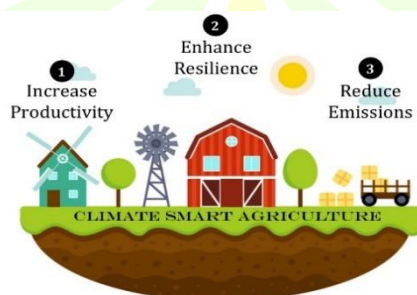 1
Increase
Productivity
2
Enhance
Resilience
3
Reduce
Emissions
CLIMATE SMART AGRICULTURE